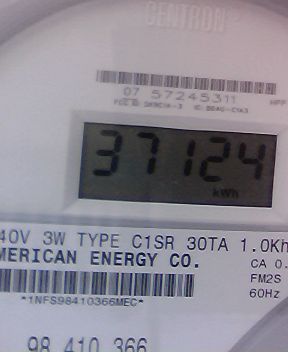 CENTRON
07 57245311
37124
kWh
40V 3W TYPE C1SR 30TA 1.0Kh
MERICAN ENERGY CO.
CA 0.
FM2S
60Hz
*1NFS98410366MEC*
98 410 366